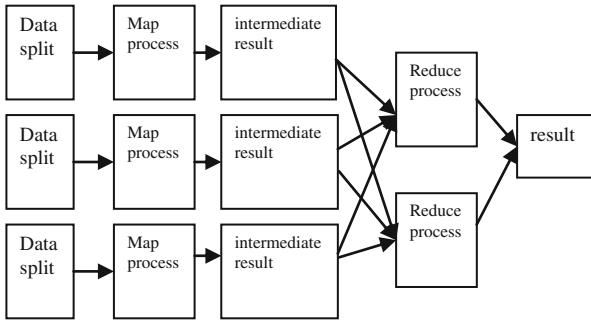 Data
split
Map
process
intermediate
result
Reduce
process
result
Data
split
Map
process
intermediate
result
Reduce
process
Data
split
Map
process
intermediate
result